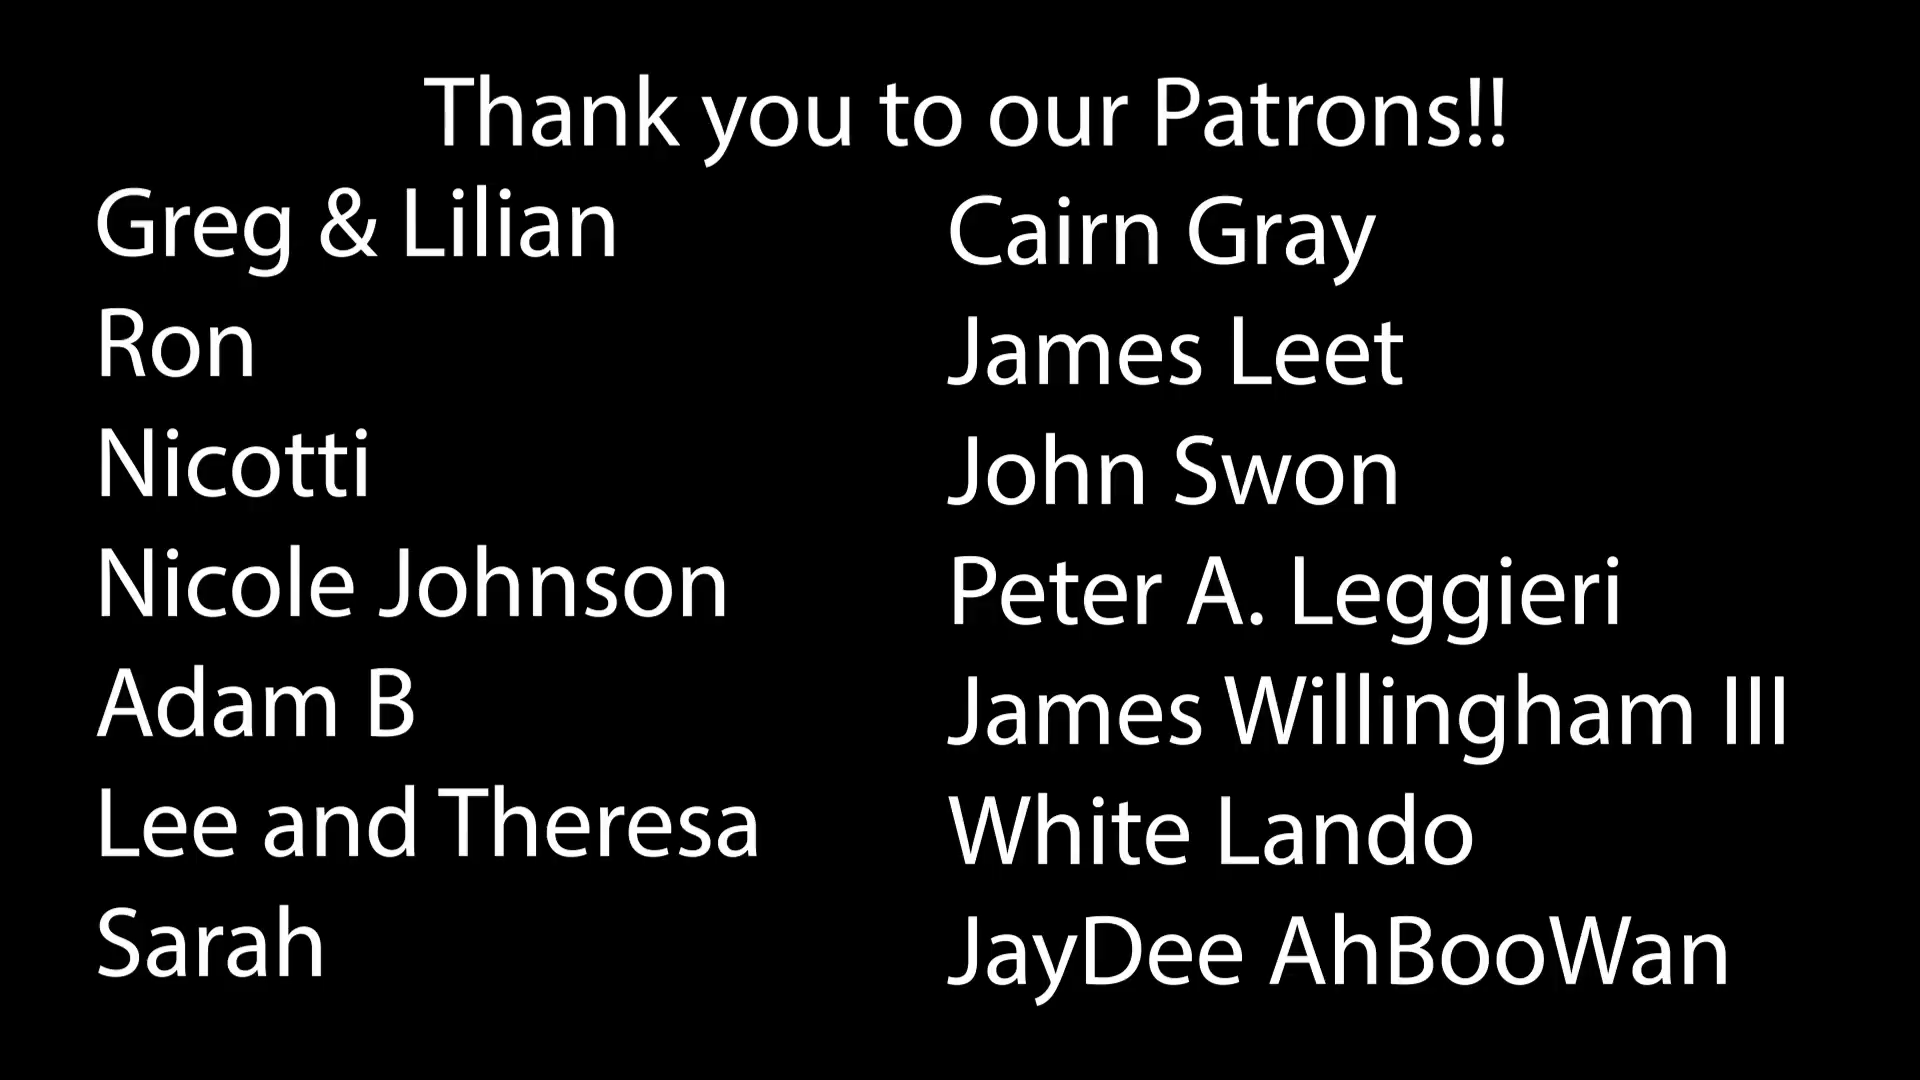 Thank you to our Patrons!!
Greg & Lilian
Ron
Nicotti
Nicole Johnson
Adam B
Lee and Theresa
Sarah
Cairn Gray
James Leet
John Swon
Peter A. Leggieri
James Willingham III
White Lando
JayDee AhBooWan